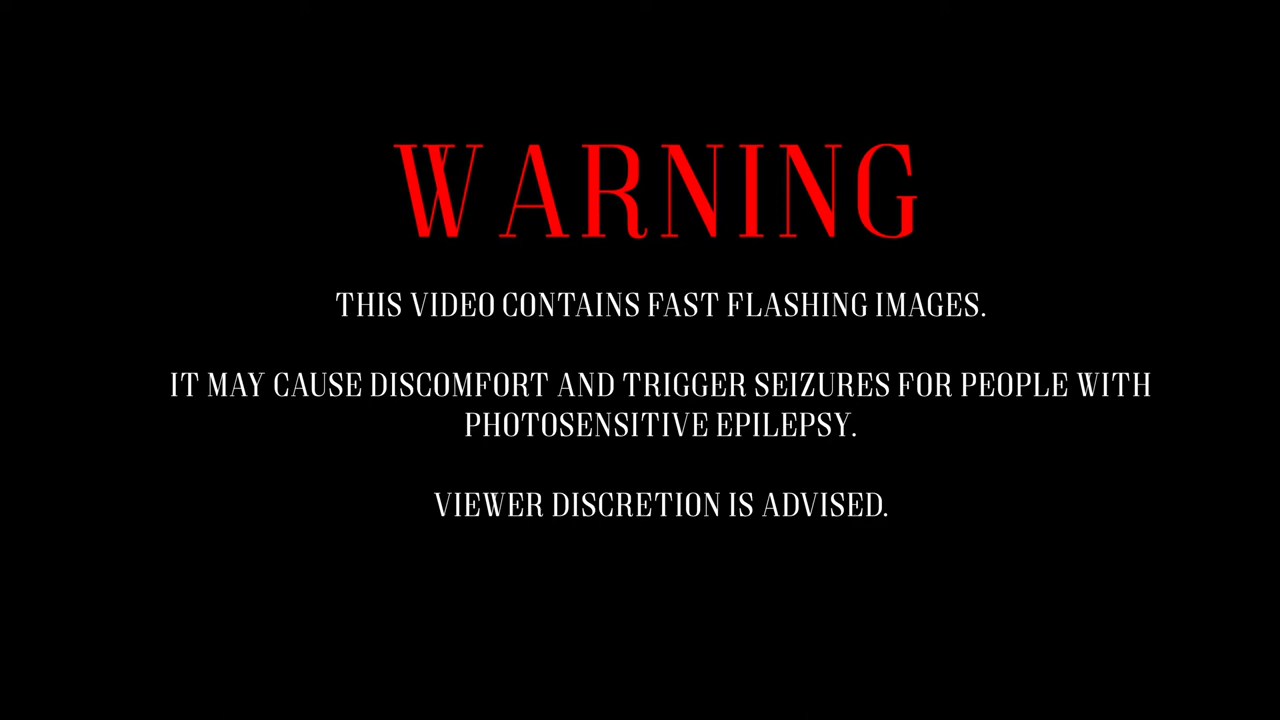 WARNING
THIS VIDEO CONTAINS FAST FLASHING IMAGES.
IT MAY CAUSE DISCOMFORT AND TRIGGER SEIZURES FOR PEOPLE WITH
PHOTOSENSITIVE EPILEPSY.
VIEWER DISCRETION IS ADVISED.